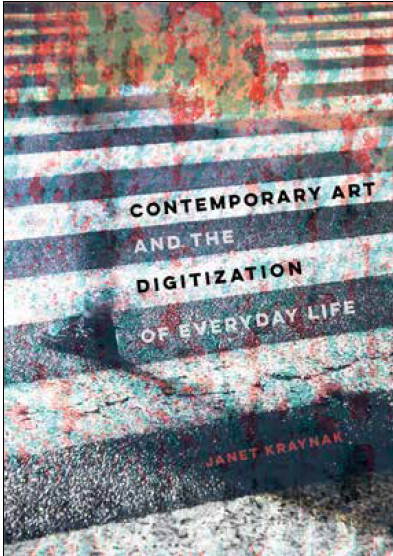 CONTEMPORARY ART
AND THE
DIGITIZATION
OF EVERYDAY LIFE
JANET KRAYNAK